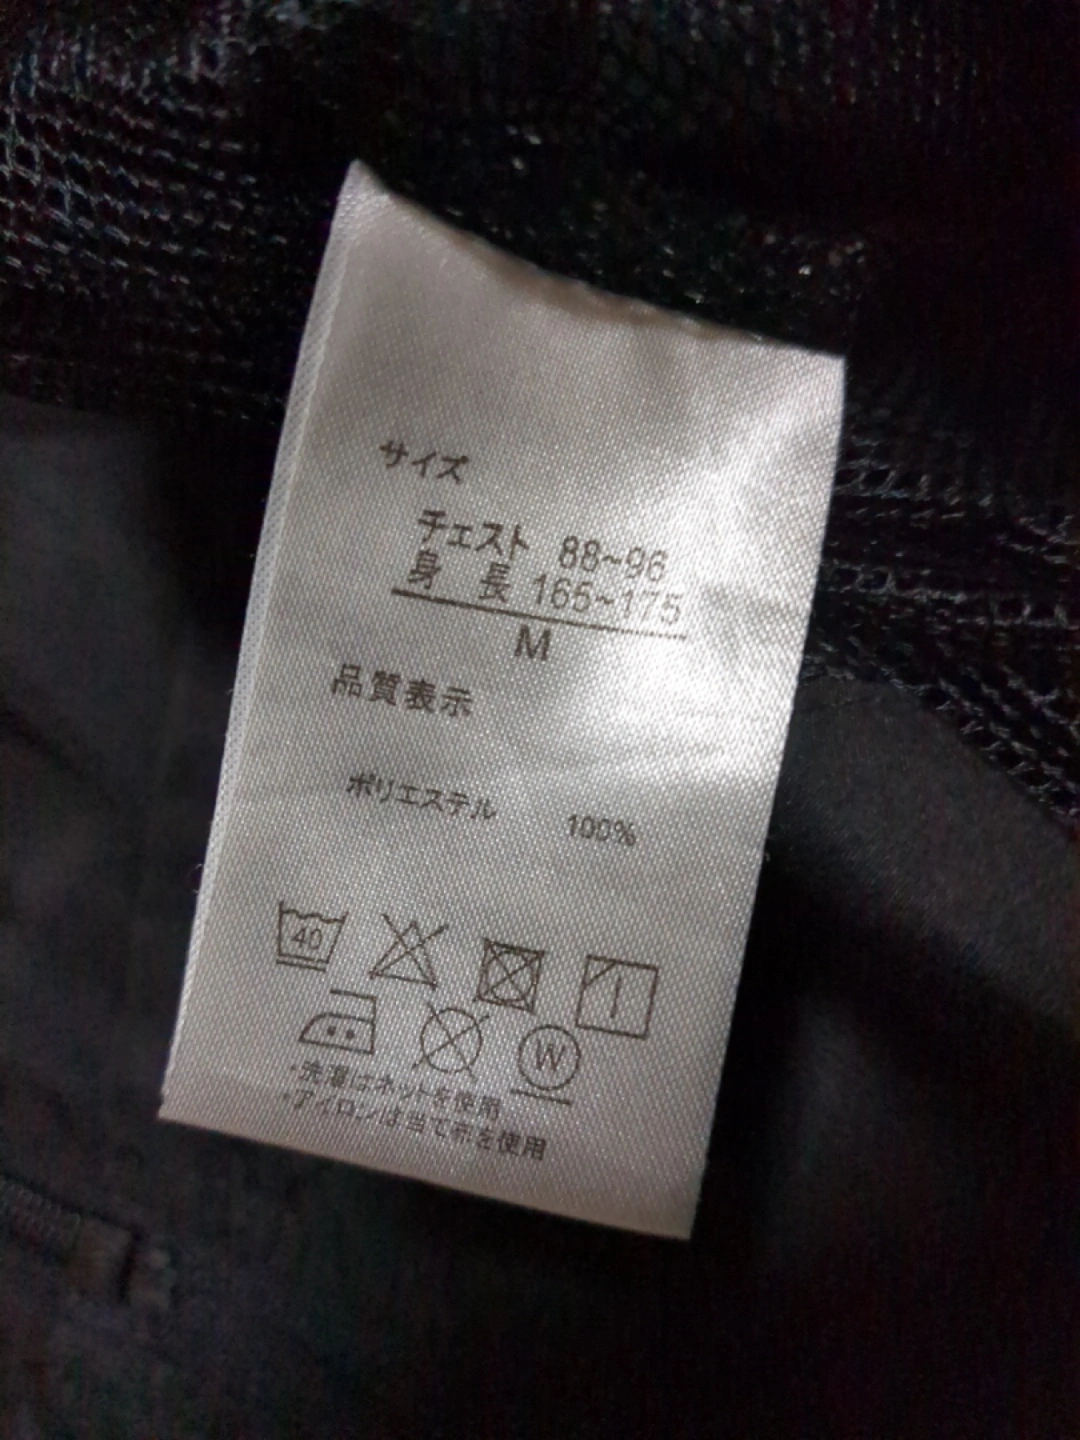 サイズ
チェスト 88~96
身 長 165~175
M
品質表示
ポリエステル 100%
40
W
・洗濯はネットを使用
・アイロンは当て布を使用